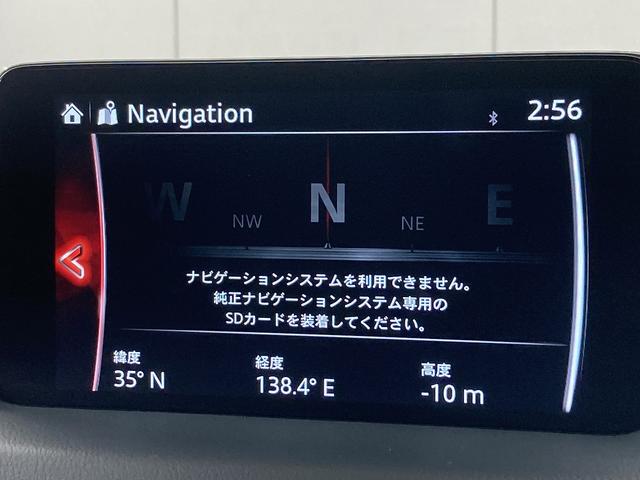 Navigation
2:56
W NW N NE E
ナビゲーションシステムを利用できません。
純正ナビゲーションシステム専用の
SDカードを装着してください。
緯度 経度 高度
35° N 138.4° E -10 m